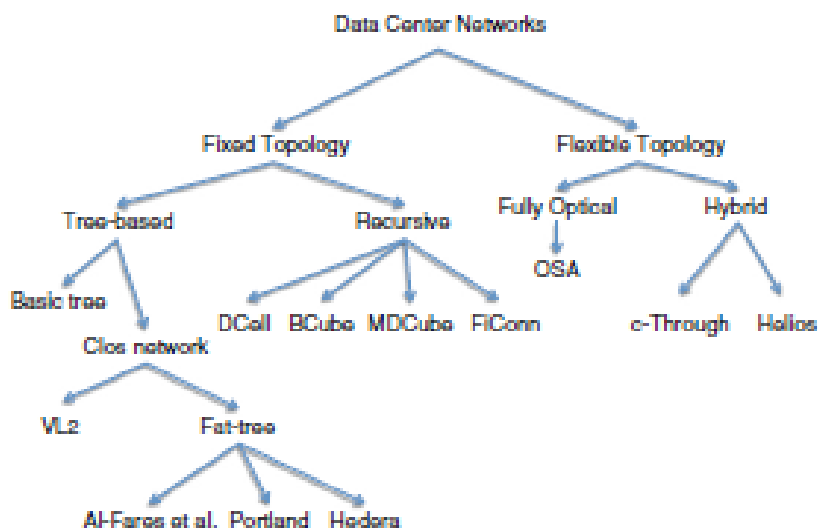 Data Center Networks
Fixed Topology Flexible Topology
Tree-based Recursive Fully Optical Hybrid
Basic tree OSA
DCell BCube MDCube FiConn c-Through Helios
Clos network
VL2 Fat-tree
Al-Fares et al. Portland Hedera